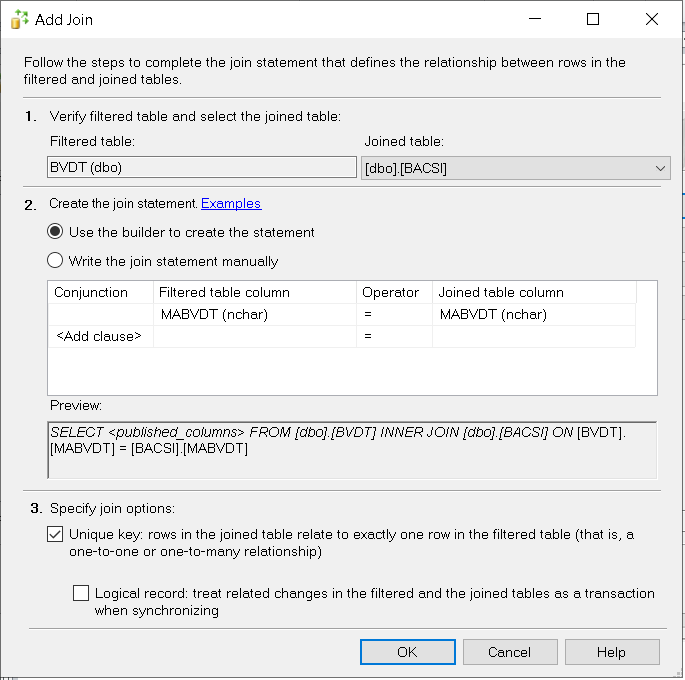 Add Join
Follow the steps to complete the join statement that defines the relationship between rows in the
filtered and joined tables.
1. Verify filtered table and select the joined table:
Filtered table: Joined table:
BVDT (dbo) [dbo].[BACSI]
2. Create the join statement. Examples
Use the builder to create the statement
Write the join statement manually
Conjunction Filtered table column Operator Joined table column
MABVDT (nchar) = MABVDT (nchar)
<Add clause> =
Preview:
SELECT <published_columns> FROM [dbo].[BVDT] INNER JOIN [dbo].[BACSI] ON [BVDT].
[MABVDT] = [BACSI].[MABVDT]
3. Specify join options:
Unique key: rows in the joined table relate to exactly one row in the filtered table (that is, a
one-to-one or one-to-many relationship)
Logical record: treat related changes in the filtered and the joined tables as a transaction
when synchronizing
OK Cancel Help